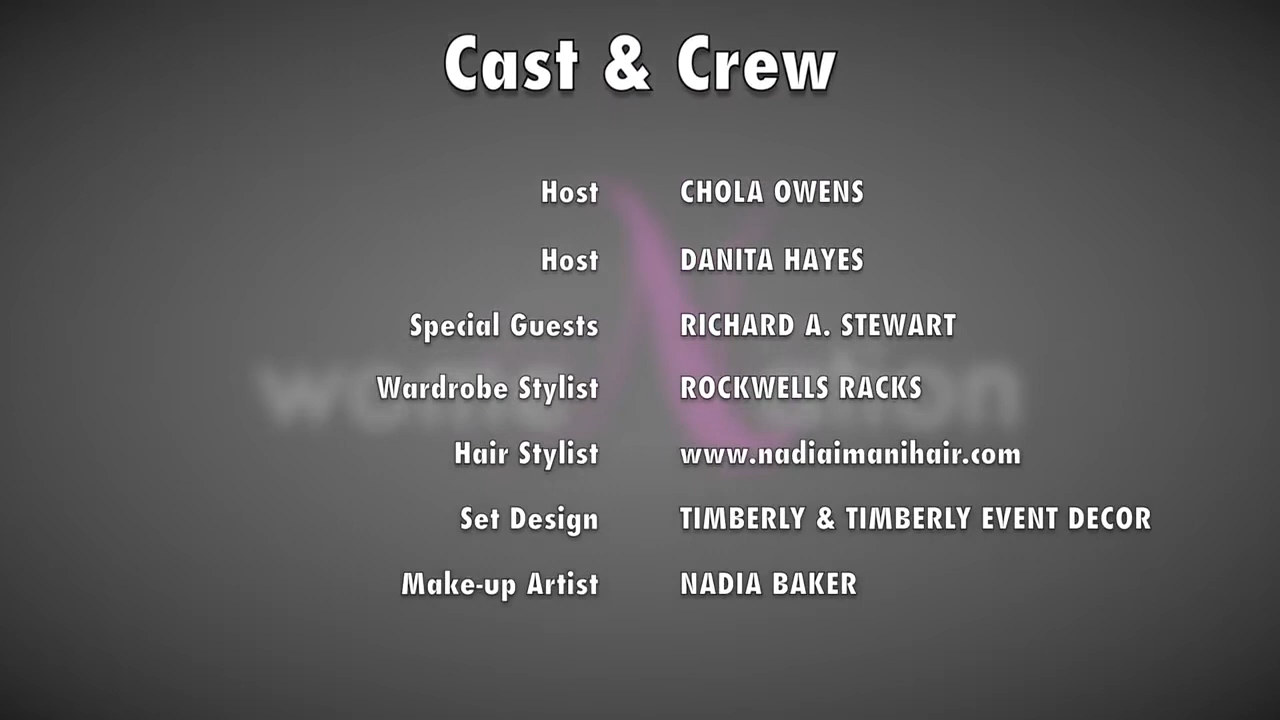 Cast & Crew
Host CHOLA OWENS
Host DANITA HAYES
Special Guests RICHARD A. STEWART
Wardrobe Stylist ROCKWELLS RACKS
Hair Stylist www.nadiaimanihair.com
Set Design TIMBERLY & TIMBERLY EVENT DECOR
Make-up Artist NADIA BAKER